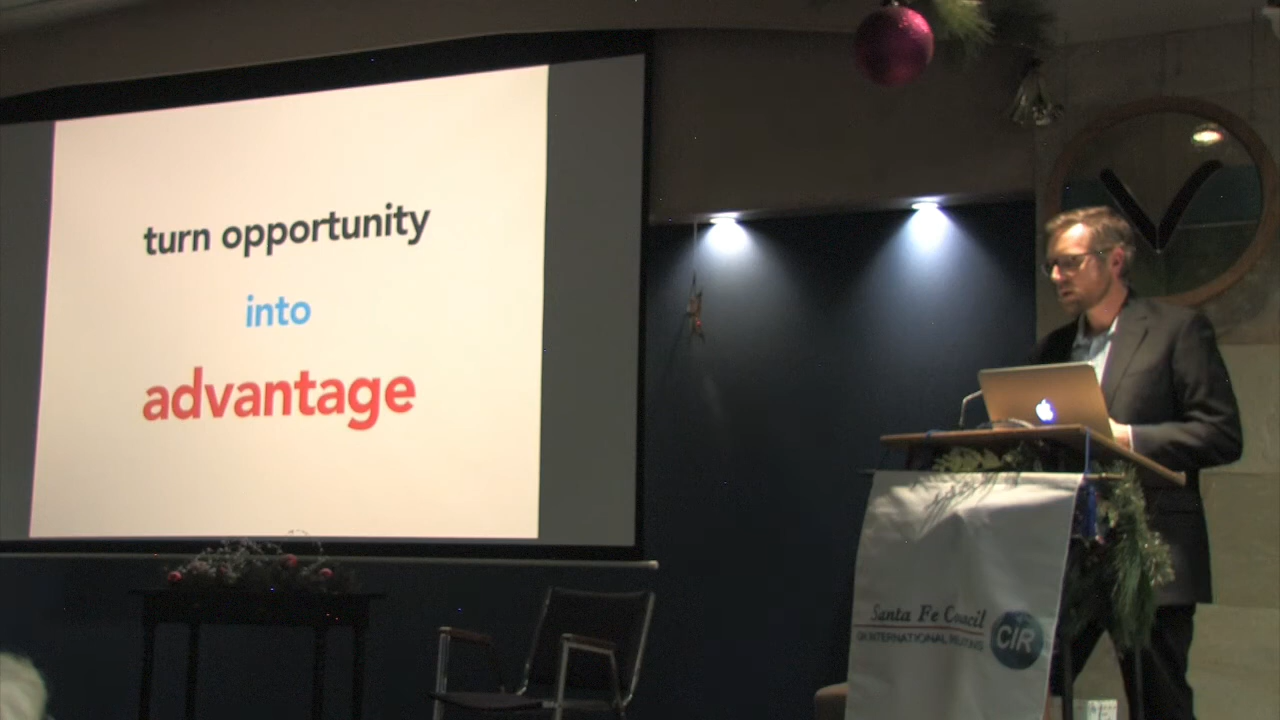 turn opportunity
into
advantage
Santa Fe Council
ON INTERNATIONAL RELATIONS
CIR